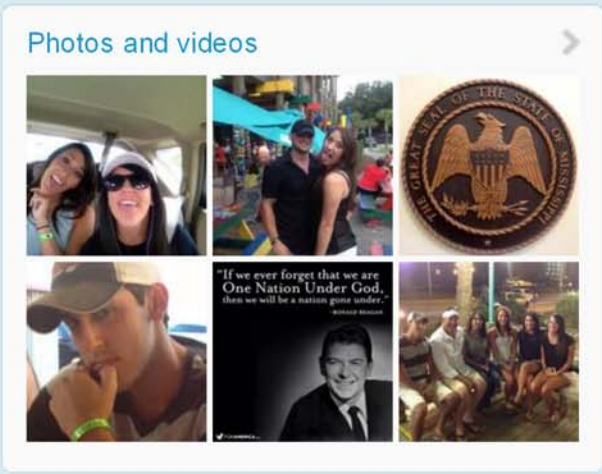 Photos and videos
THE GREAT SEAL OF THE STATE OF MISSISSIPPI
"If we ever forget that we are
One Nation Under God,
then we will be a nation gone under."
-RONALD REAGAN